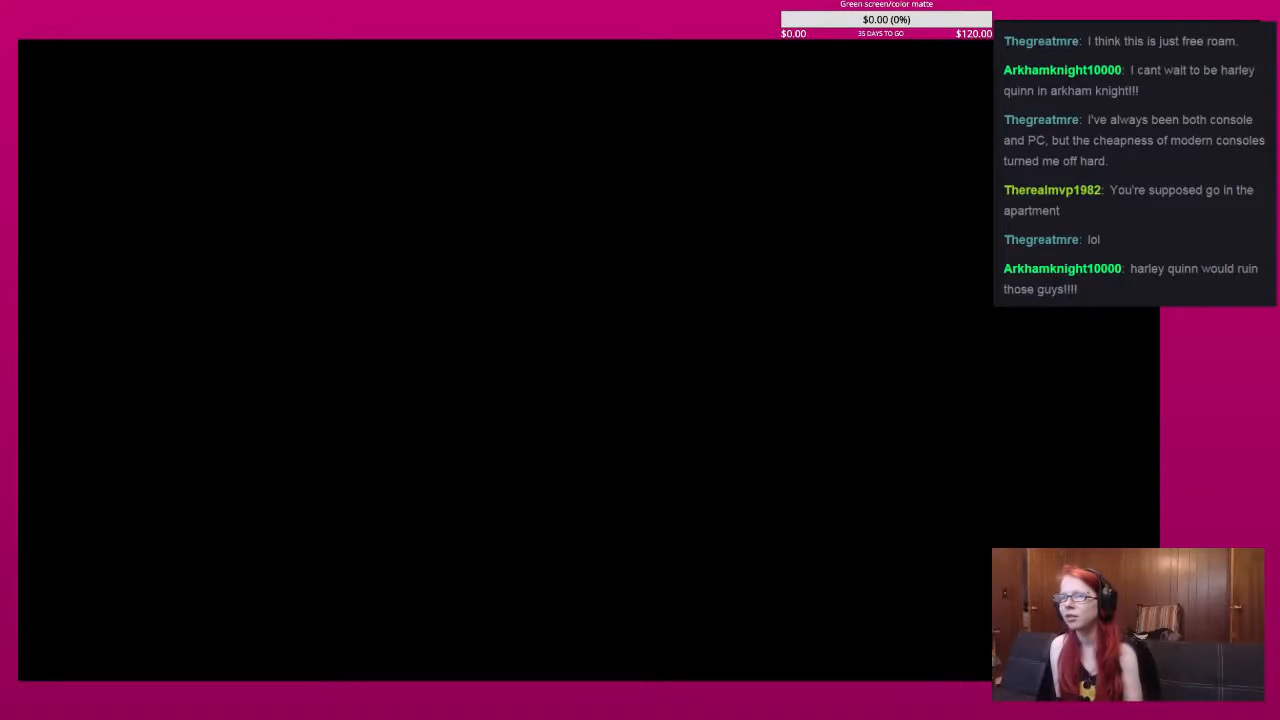 Green screen/color matte
$0.00 (0%)
$0.00 35 DAYS TO GO $120.00
Thegreatmre: I think this is just free roam.
Arkhamknight10000: I cant wait to be harley
quinn in arkham knight!!!
Thegreatmre: I've always been both console
and PC, but the cheapness of modern consoles
turned me off hard.
Therealmvp1982: You're supposed go in the
apartment
Thegreatmre: lol
Arkhamknight10000: harley quinn would ruin
those guys!!!!